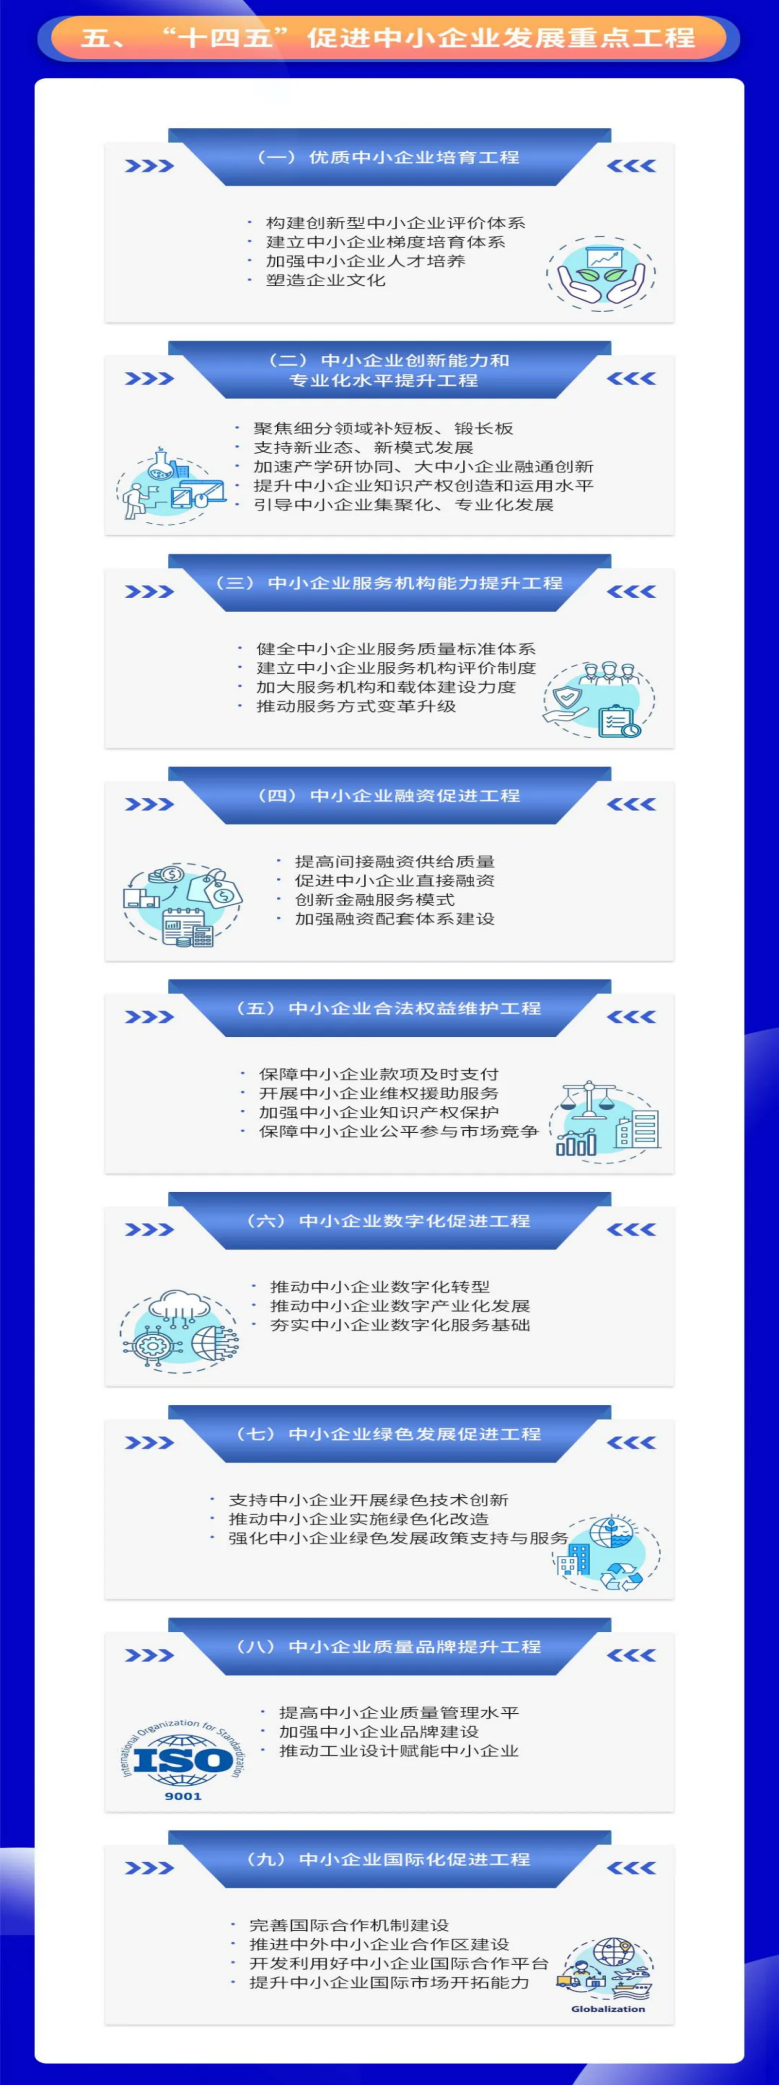 五、“十四五”促进中小企业发展重点工程
（一）优质中小企业培育工程
· 构建创新型中小企业评价体系
· 建立中小企业梯度培育体系
· 加强中小企业人才培养
· 塑造企业文化
（二）中小企业创新能力和
专业化水平提升工程
· 聚焦细分领域补短板、锻长板
· 支持新业态、新模式发展
· 加速产学研协同、大中小企业融通创新
· 提升中小企业知识产权创造和运用水平
· 引导中小企业集聚化、专业化发展
（三）中小企业服务机构能力提升工程
· 健全中小企业服务质量标准体系
· 建立中小企业服务机构评价制度
· 加大服务机构和载体建设力度
· 推动服务方式变革升级
（四）中小企业融资促进工程
· 提高间接融资供给质量
· 促进中小企业直接融资
· 创新金融服务模式
· 加强融资配套体系建设
（五）中小企业合法权益维护工程
· 保障中小企业款项及时支付
· 开展中小企业维权援助服务
· 加强中小企业知识产权保护
· 保障中小企业公平参与市场竞争
（六）中小企业数字化促进工程
· 推动中小企业数字化转型
· 推动中小企业数字产业化发展
· 夯实中小企业数字化服务基础
（七）中小企业绿色发展促进工程
· 支持中小企业开展绿色技术创新
· 推动中小企业实施绿色化改造
· 强化中小企业绿色发展政策支持与服务
（八）中小企业质量品牌提升工程
· 提高中小企业质量管理水平
· 加强中小企业品牌建设
· 推动工业设计赋能中小企业
International Organization for Standardization
ISO
9001
（九）中小企业国际化促进工程
· 完善国际合作机制建设
· 推进中外中小企业合作区建设
· 开发利用好中小企业国际合作平台
· 提升中小企业国际市场开拓能力
Globalization